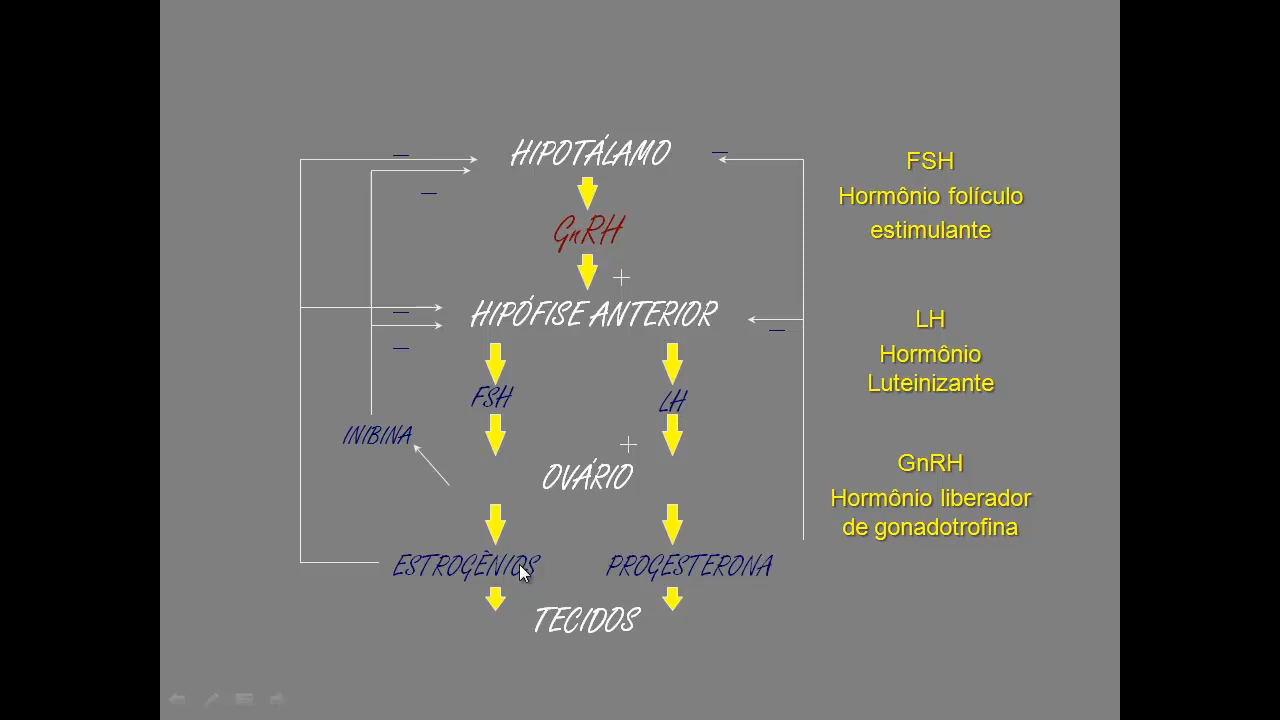 HIPOTÁLAMO
GnRH
+
HIPÓFISE ANTERIOR
FSH
LH
INIBINA
+
OVÁRIO
ESTROGÊNIOS
PROGESTERONA
TECIDOS
FSH
Hormônio folículo
estimulante
LH
Hormônio
Luteinizante
GnRH
Hormônio liberador
de gonadotrofina